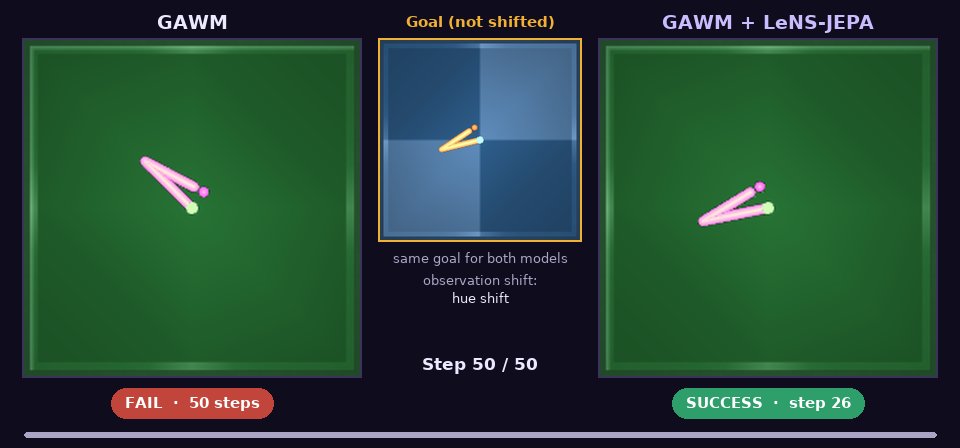 GAWM
Goal (not shifted)
GAWM + LeNS-JEPA
same goal for both models
observation shift:
hue shift
Step 50 / 50
FAIL · 50 steps
SUCCESS · step 26